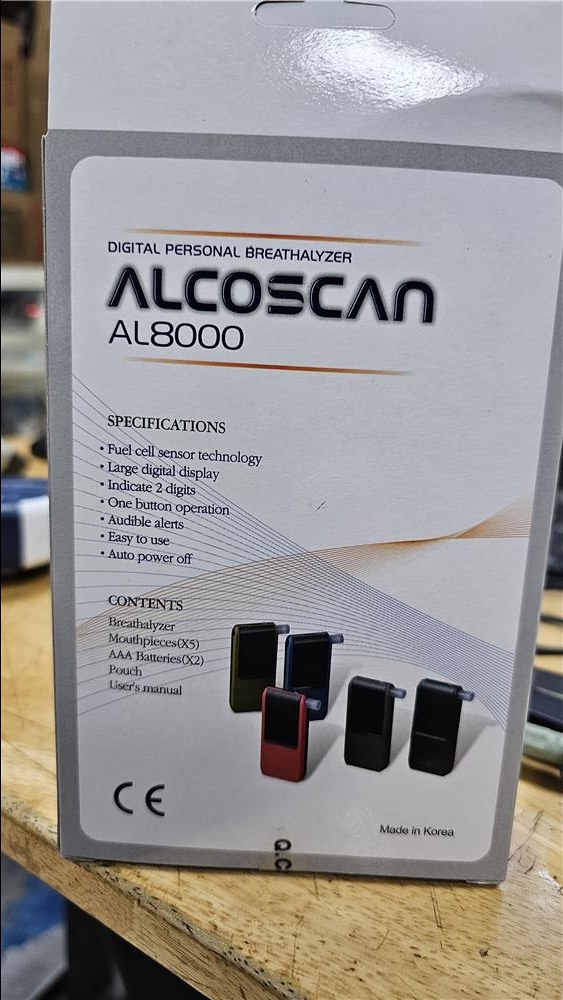 DIGITAL PERSONAL BREATHALYZER
ALCOSCAN
AL8000
SPECIFICATIONS
• Fuel cell sensor technology
• Large digital display
• Indicate 2 digits
• One button operation
• Audible alerts
• Easy to use
• Auto power off
CONTENTS
Breathalyzer
Mouthpieces(X5)
AAA Batteries(X2)
Pouch
User's manual
CE
Made in Korea
Q.C